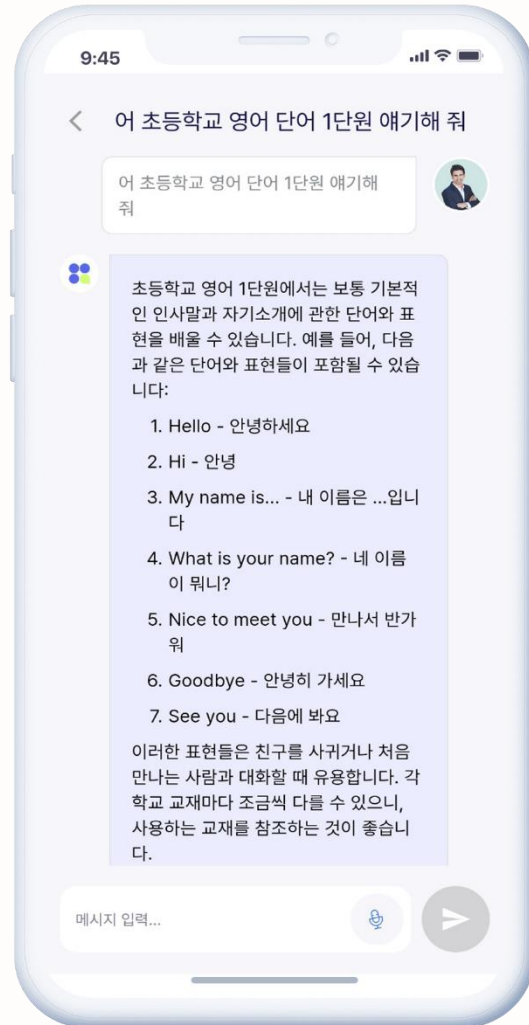 9:45
어 초등학교 영어 단어 1단원 얘기해 줘
어 초등학교 영어 단어 1단원 얘기해
줘
초등학교 영어 1단원에서는 보통 기본적
인 인사말과 자기소개에 관한 단어와 표
현을 배울 수 있습니다. 예를 들어, 다음
과 같은 단어와 표현들이 포함될 수 있습
니다:
1. Hello - 안녕하세요
2. Hi - 안녕
3. My name is... - 내 이름은 ...입니
다
4. What is your name? - 네 이름
이 뭐니?
5. Nice to meet you - 만나서 반가
워
6. Goodbye - 안녕히 가세요
7. See you - 다음에 봐요
이러한 표현들은 친구를 사귀거나 처음
만나는 사람과 대화할 때 유용합니다. 각
학교 교재마다 조금씩 다를 수 있으니,
사용하는 교재를 참조하는 것이 좋습니
다.
메시지 입력...